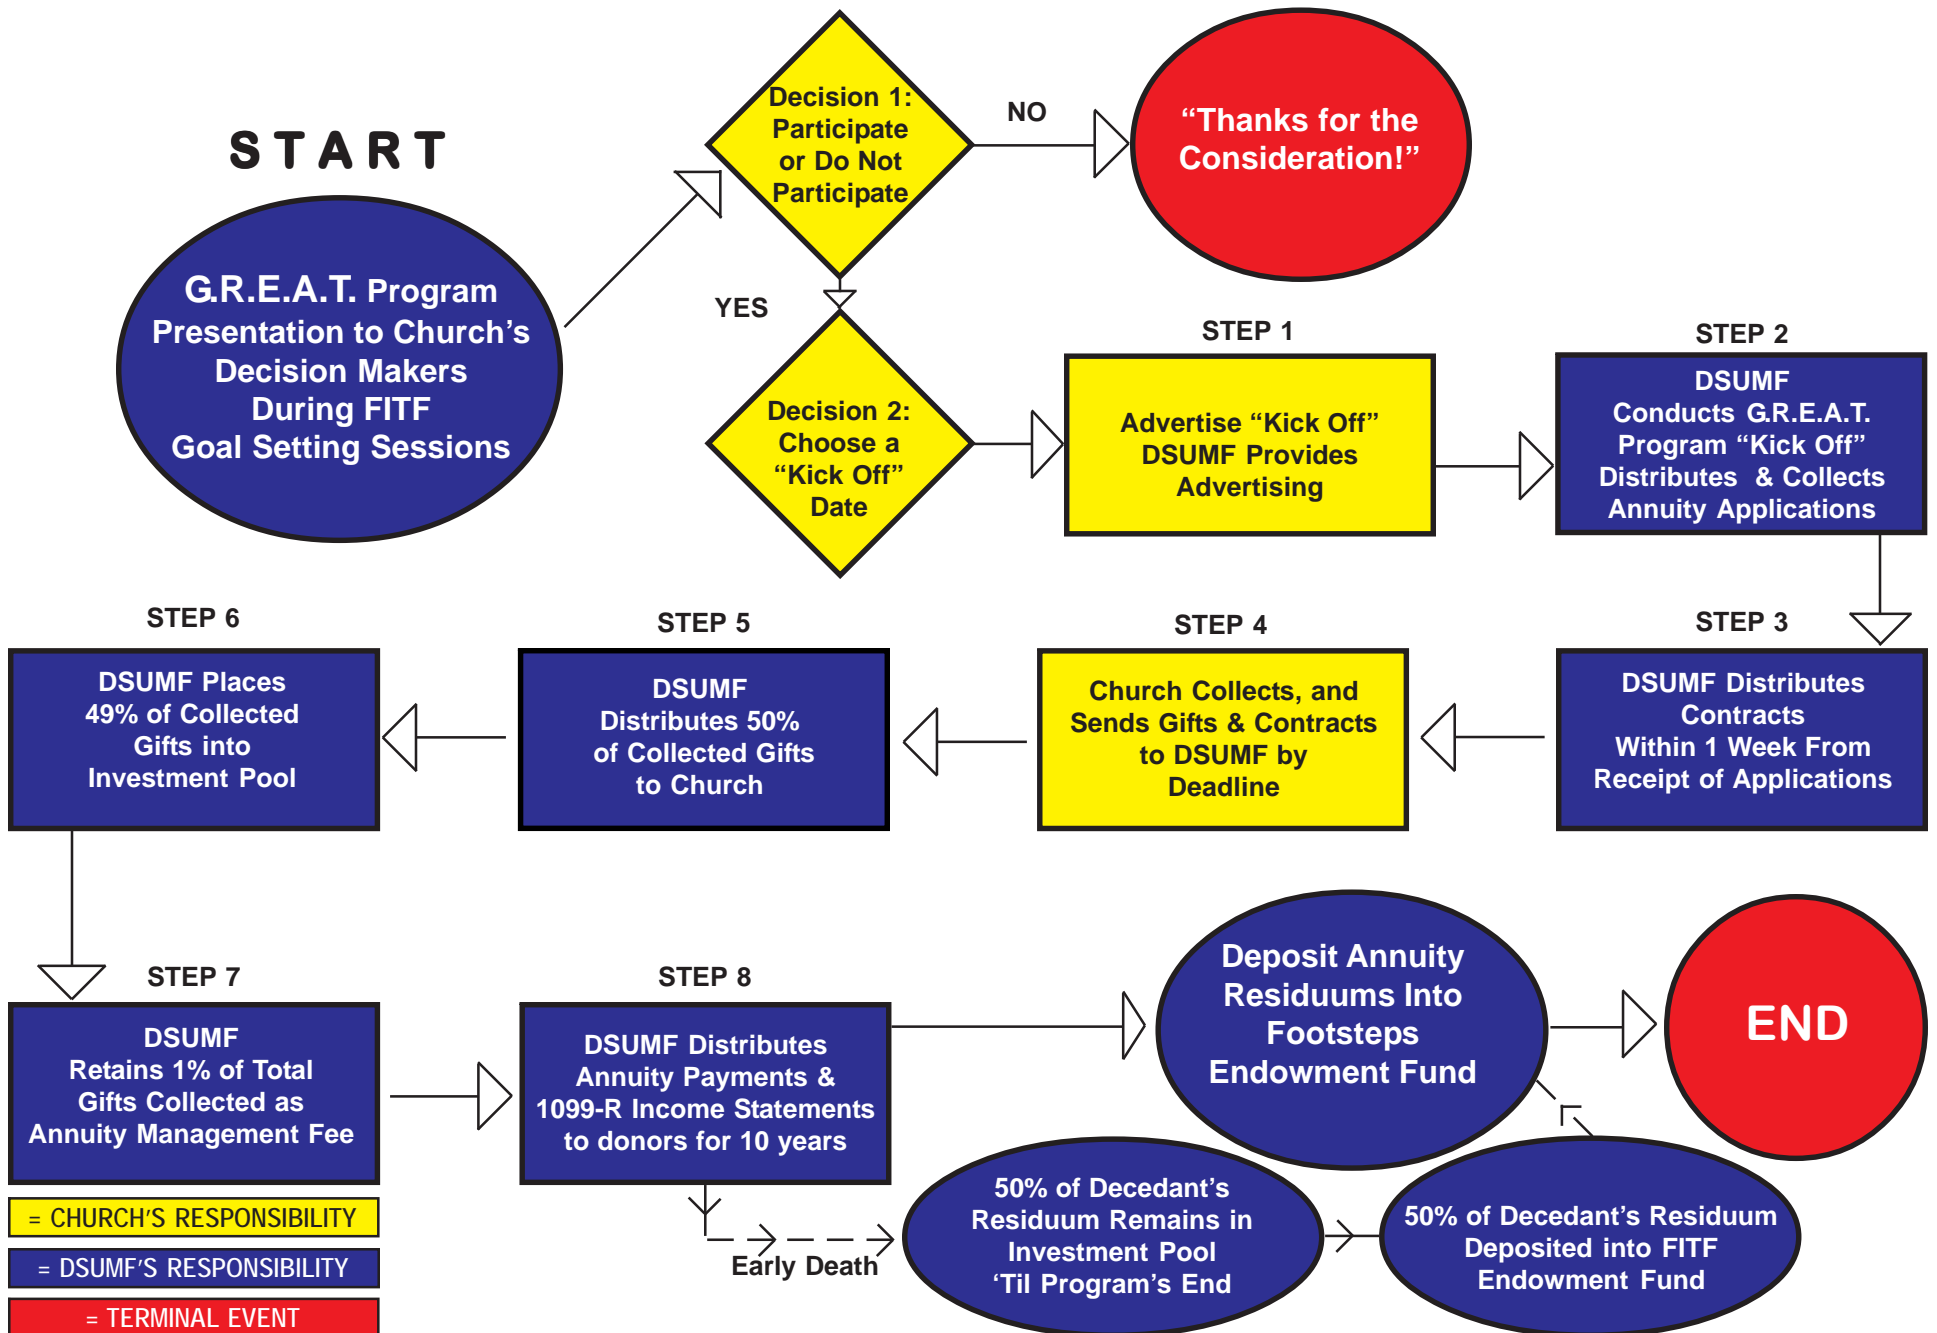 START
G.R.E.A.T. Program
Presentation to Church’s
Decision Makers
During FITF
Goal Setting Sessions
Decision 1:
Participate
or Do Not
Participate
NO
“Thanks for the
Consideration!”
YES
Decision 2:
Choose a
“Kick Off”
Date
STEP 1
Advertise “Kick Off”
DSUMF Provides
Advertising
STEP 2
DSUMF
Conducts G.R.E.A.T.
Program “Kick Off”
Distributes & Collects
Annuity Applications
STEP 3
DSUMF Distributes
Contracts
Within 1 Week From
Receipt of Applications
STEP 4
Church Collects, and
Sends Gifts & Contracts
to DSUMF by
Deadline
STEP 5
DSUMF
Distributes 50%
of Collected Gifts
to Church
STEP 6
DSUMF Places
49% of Collected
Gifts into
Investment Pool
STEP 7
DSUMF
Retains 1% of Total
Gifts Collected as
Annuity Management Fee
STEP 8
DSUMF Distributes
Annuity Payments &
1099-R Income Statements
to donors for 10 years
Deposit Annuity
Residuums Into
Footsteps
Endowment Fund
END
Early Death
50% of Decedant’s
Residuum Remains in
Investment Pool
‘Til Program’s End
50% of Decedant’s Residuum
Deposited into FITF
Endowment Fund
= CHURCH’S RESPONSIBILITY
= DSUMF’S RESPONSIBILITY
= TERMINAL EVENT